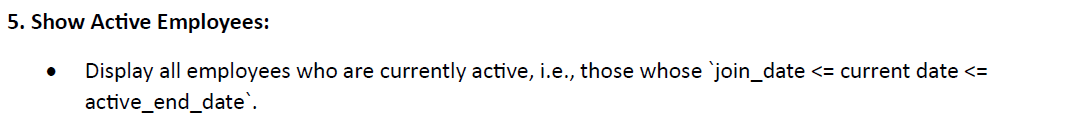 5. Show Active Employees:
• Display all employees who are currently active, i.e., those whose `join_date <= current date <=
active_end_date`.